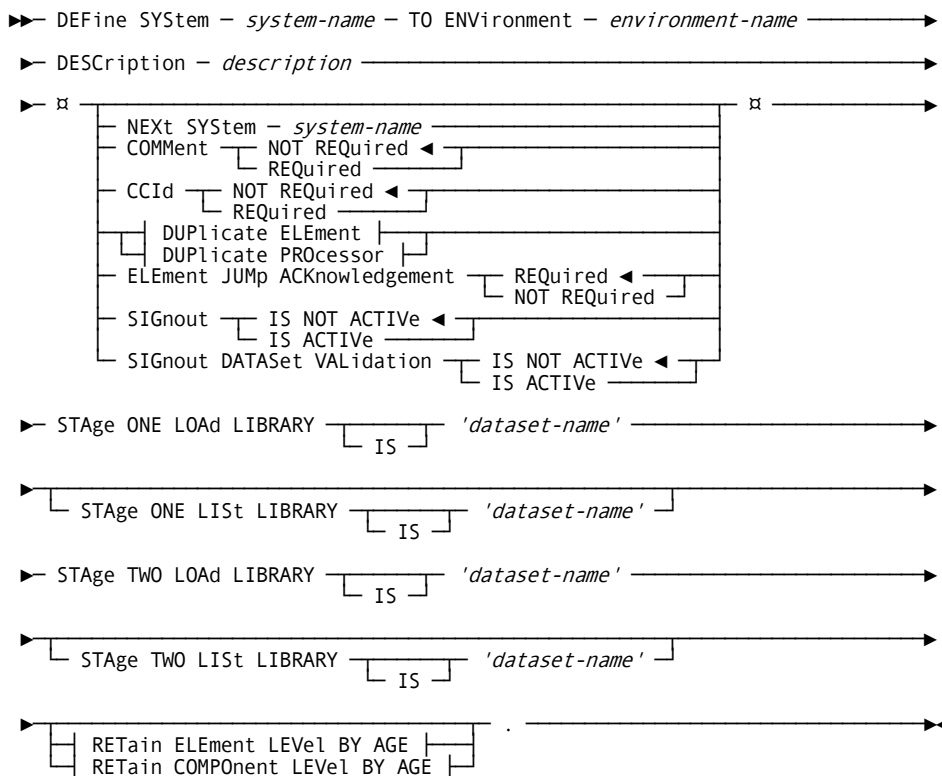 DEFine SYStem – system-name – TO ENVironment – environment-name
DESCription – description
¤ ¤
NEXt SYStem – system-name
COMMent NOT REQuired
REQuired
CCId NOT REQuired
REQuired
DUPlicate ELEment
DUPlicate PROcessor
ELEment JUMp ACKnowledgement REQuired
NOT REQuired
SIGnout IS NOT ACTIVe
IS ACTIVe
SIGnout DATASet VALidation IS NOT ACTIVe
IS ACTIVe
STAge ONE LOAd LIBRARY 'dataset-name'
IS
STAge ONE LISt LIBRARY 'dataset-name'
IS
STAge TWO LOAd LIBRARY 'dataset-name'
IS
STAge TWO LISt LIBRARY 'dataset-name'
IS
.
RETain ELEment LEVel BY AGE
RETain COMPOnent LEVel BY AGE